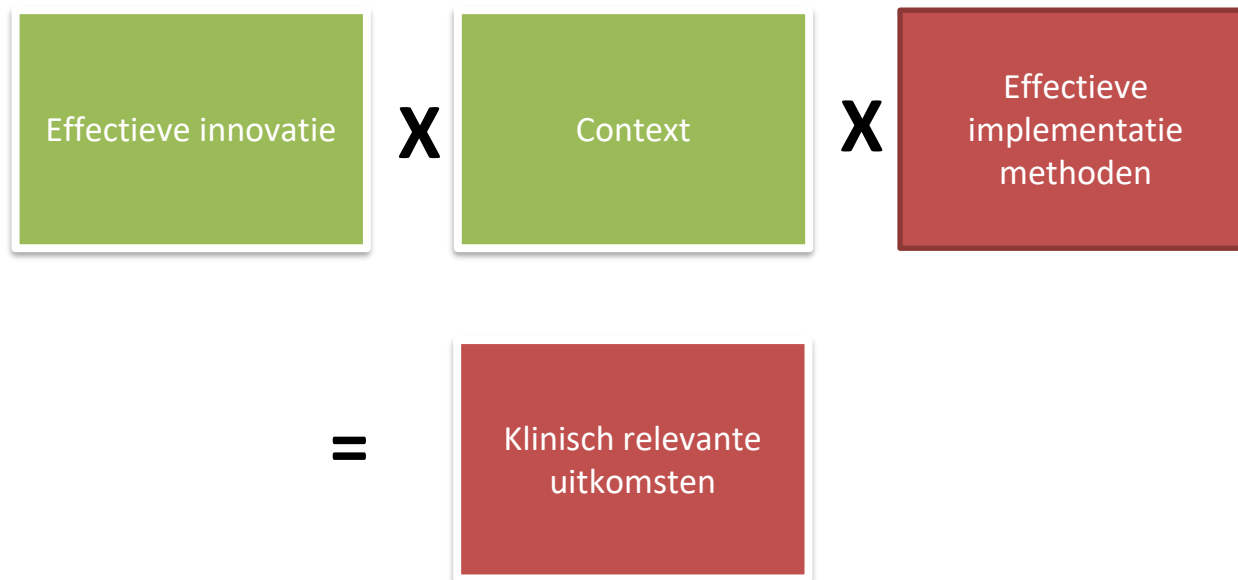 Effectieve innovatie
X
Context
X
Effectieve
implementatie
methoden
=
Klinisch relevante
uitkomsten